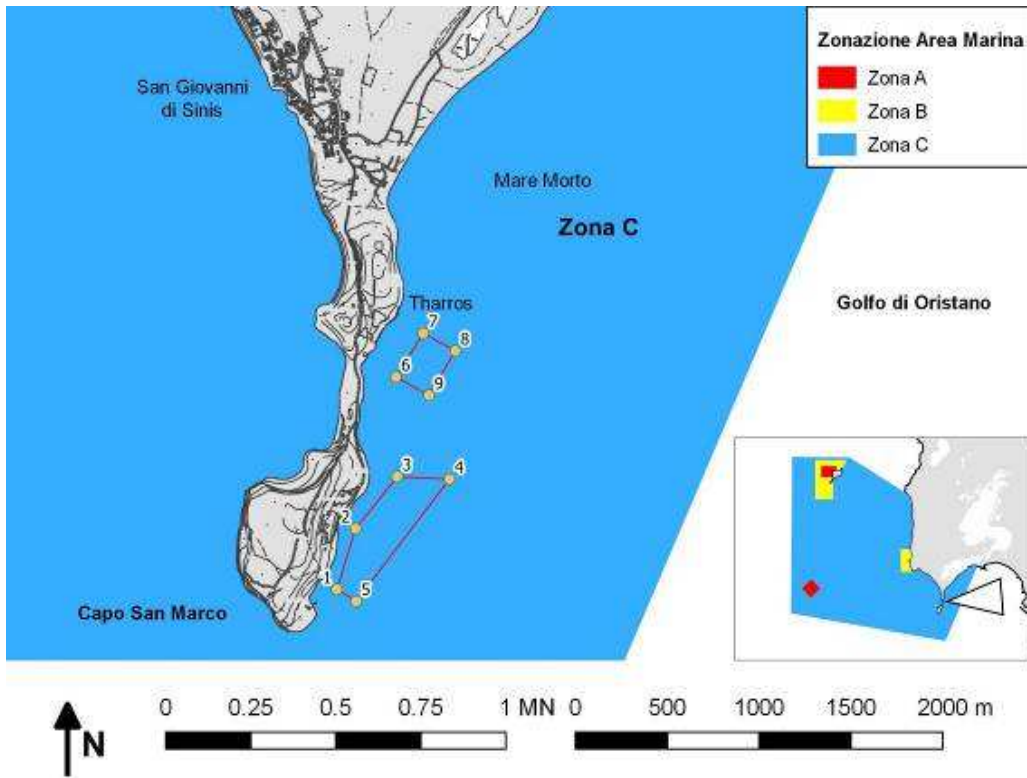 Zonazione Area Marina
Zona A
Zona B
Zona C
San Giovanni
di Sinis
Mare Morto
Zona C
Golfo di Oristano
Tharros
7
8
6
9
3
4
2
1
5
Capo San Marco
N
0 0.25 0.5 0.75 1 MN
0 500 1000 1500 2000 m